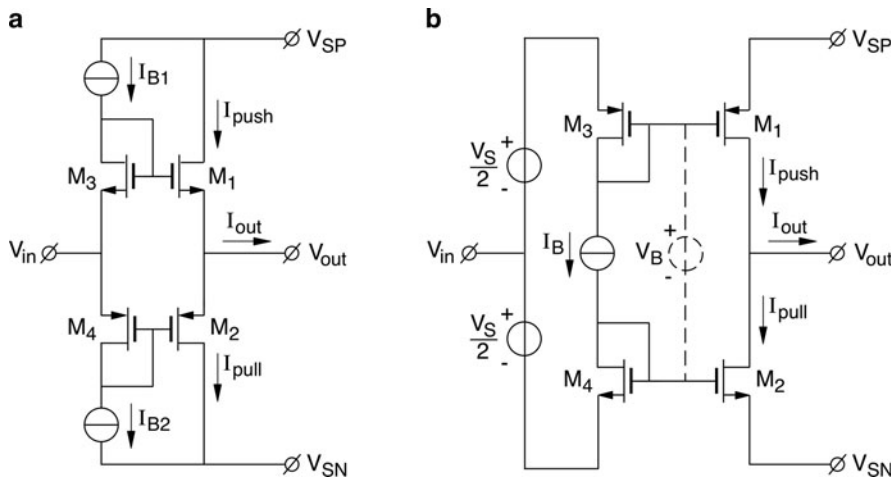 a
V_SP
I_B1
I_push
M_3
M_1
I_out
V_in
V_out
M_4
M_2
I_pull
I_B2
V_SN
b
V_SP
M_3
M_1
V_S/2
+
-
I_push
I_B
V_B
+
-
I_out
V_in
V_out
V_S/2
+
-
I_pull
M_4
M_2
V_SN